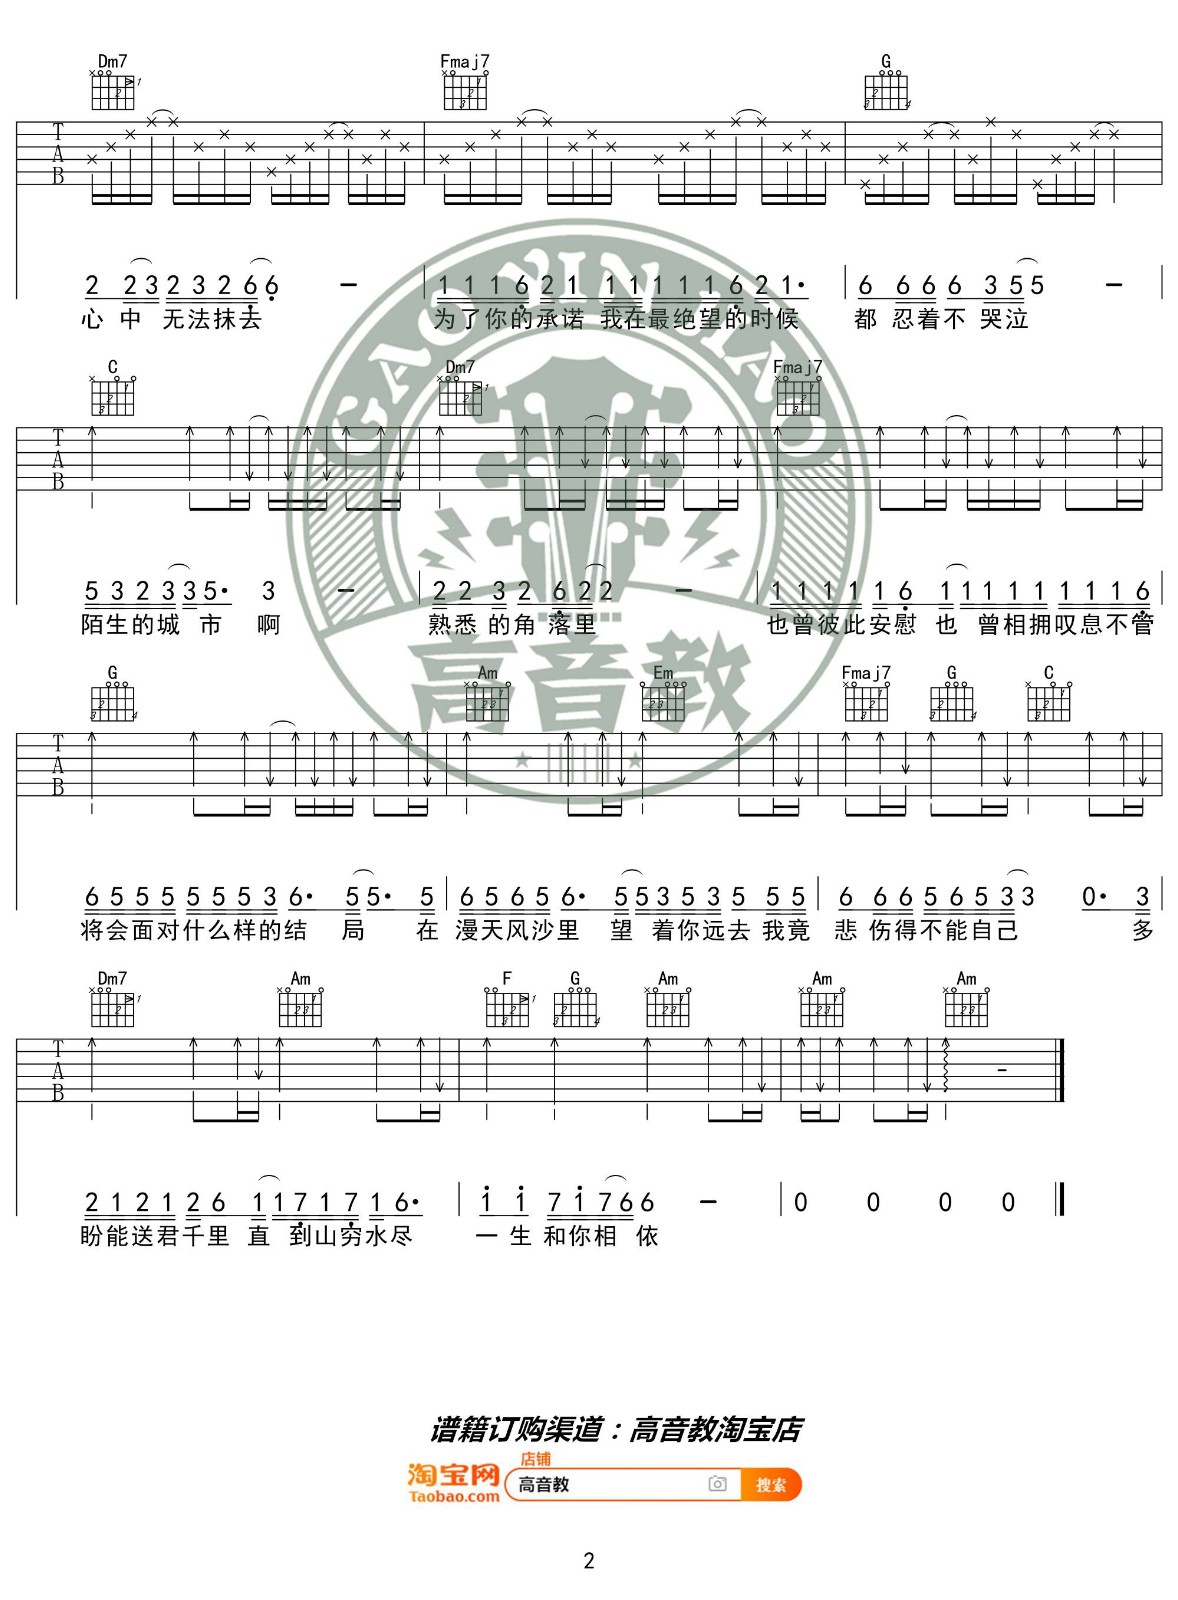 Dm7 Fmaj7 G
T
A
B
2 2 3 2 3 2 6 6 - 1 1 1 6 2 1 1 1 1 1 1 6 2 1· 6 6 6 6 3 5 5 -
心 中 无法抹去 为了你的承诺 我在最绝望的时候 都 忍着不 哭泣
C Dm7 Fmaj7
T
A
B
5 3 2 3 3 5· 3 - 2 2 3 2 6 2 2 - 1 1 1 1 1 6 1 1 1 1 1 1 1 1 6
陌生的城 市 啊 熟悉 的角 落里 也曾彼此安慰 也 曾相拥叹息不管
G Am Em Fmaj7 G C
T
A
B
6 5 5 5 5 5 5 3 6· 5 5· 5 6 5 6 5 6· 5 5 3 5 3 5 5 5 6 6 6 5 6 5 3 3 0· 3
将会面对什么样的结 局 在 漫天风沙里 望 着你远去 我竟 悲 伤得不能自己 多
Dm7 Am F G Am Am Am
T
A
B
2 1 2 1 2 6 1 1 7 1 7 1 6· 1 1 7 1 7 6 6 - 0 0 0 0
盼能送君千里 直 到山穷水尽 一 生 和你相 依
GAO YIN JIAO
高音教
谱籍订购渠道：高音教淘宝店
店铺
淘宝网 高音教 搜索
Taobao.com
2